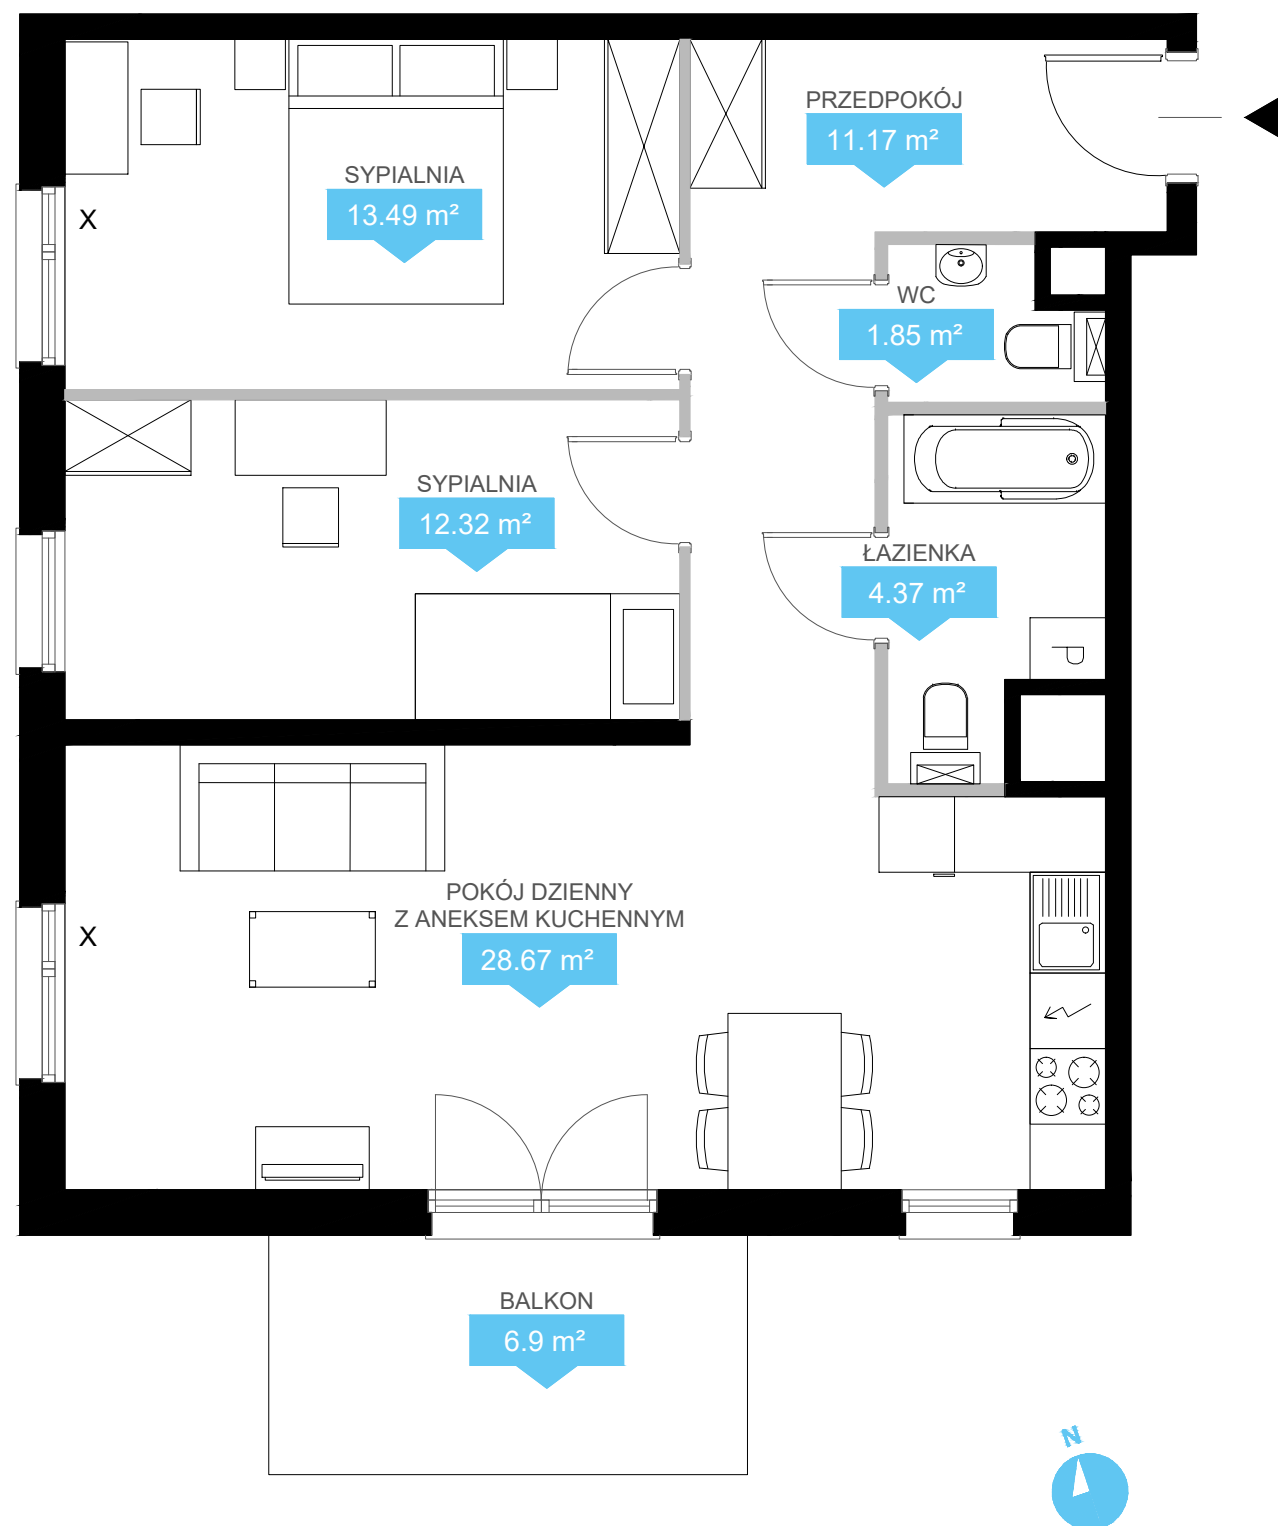 PRZEDPOKÓJ
11.17 m²
SYPIALNIA
13.49 m²
X
WC
1.85 m²
SYPIALNIA
12.32 m²
ŁAZIENKA
4.37 m²
P
POKÓJ DZIENNY
Z ANEKSEM KUCHENNYM
28.67 m²
X
BALKON
6.9 m²
N